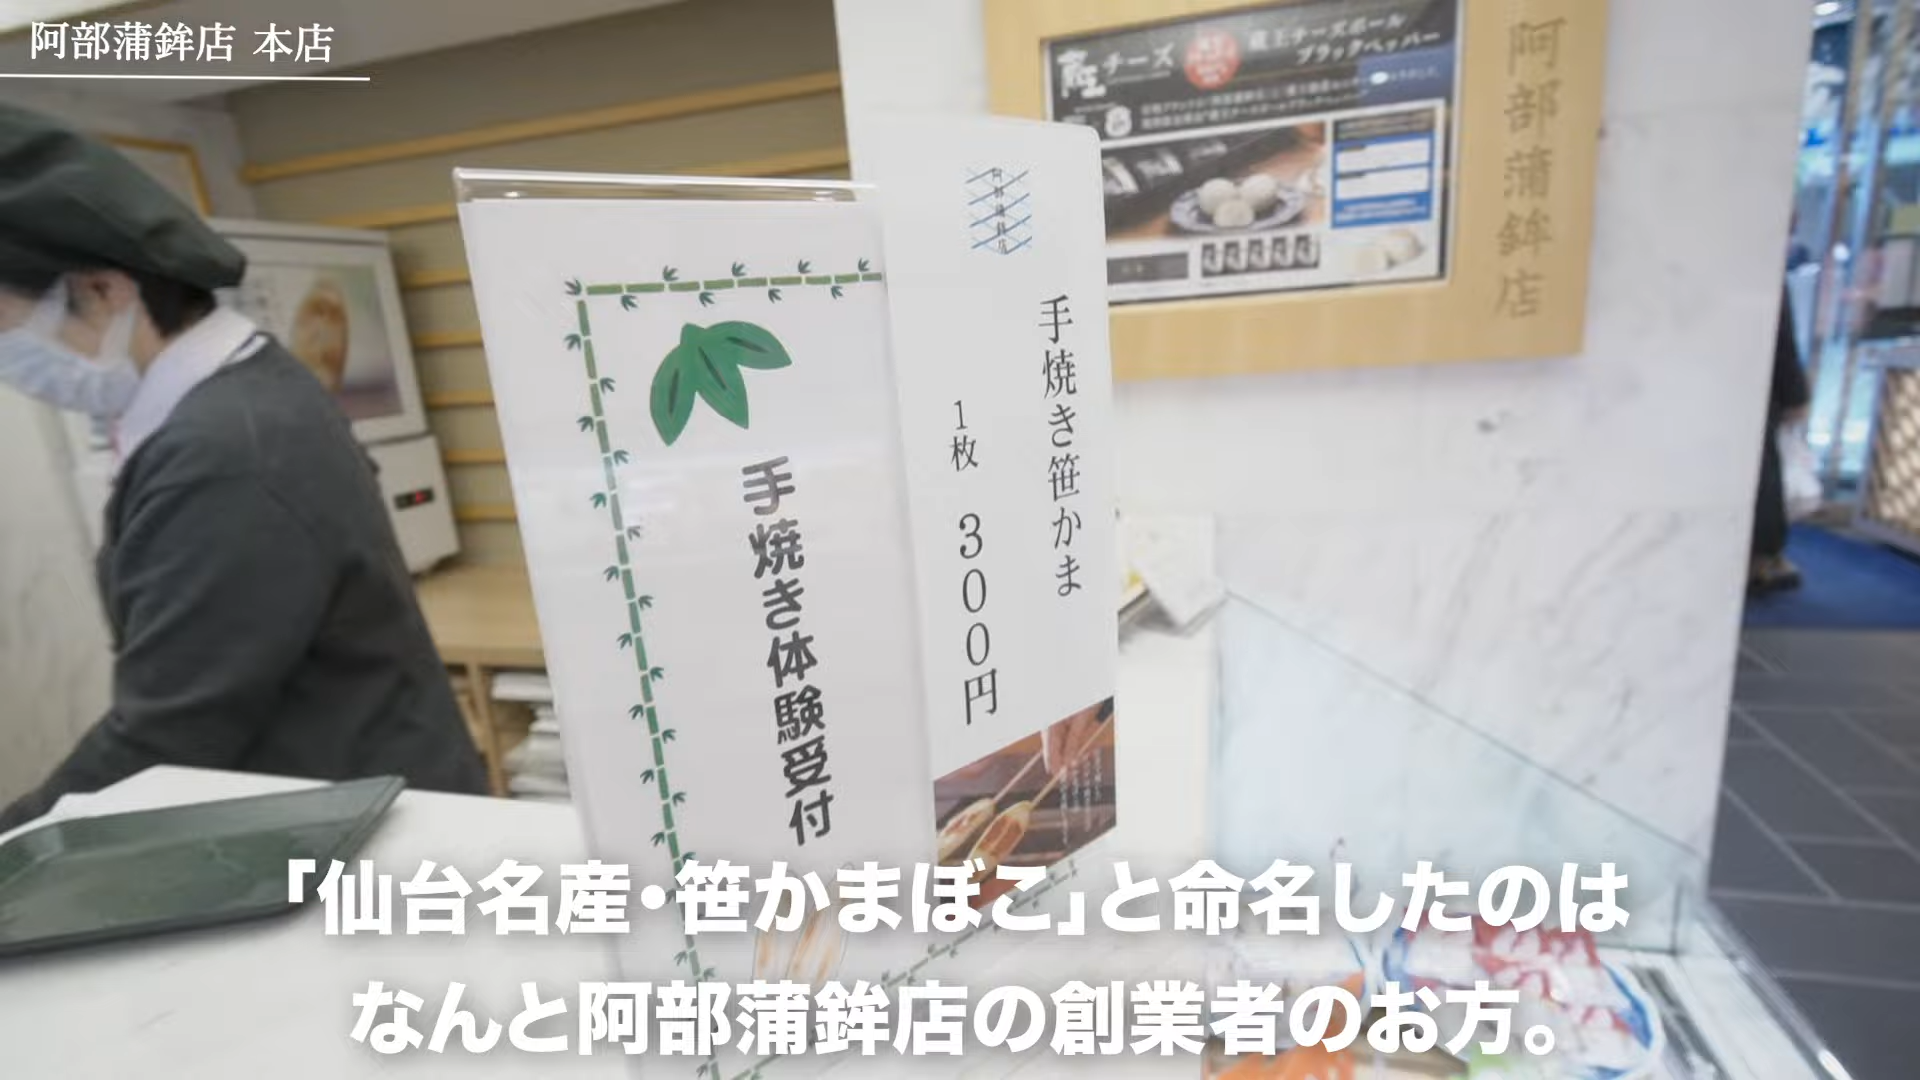 阿部蒲鉾店 本店
蔵王チーズ
蔵王チーズボール
ブラックペッパー
阿部蒲鉾店
阿部蒲鉾店
手焼き笹かま
1枚 300円
手焼き体験受付
「仙台名産・笹かまぼこ」と命名したのは
なんと阿部蒲鉾店の創業者のお方。